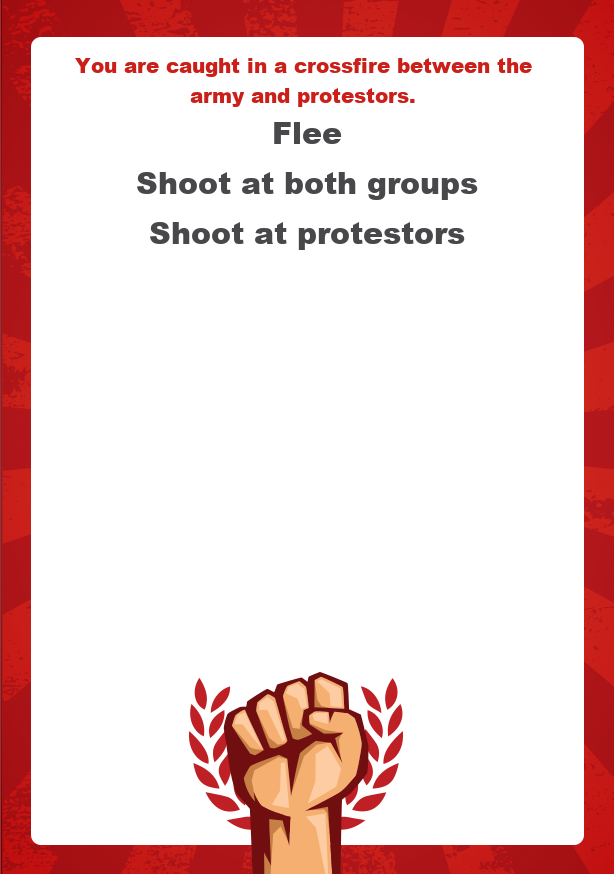 You are caught in a crossfire between the
army and protestors.
Flee
Shoot at both groups
Shoot at protestors